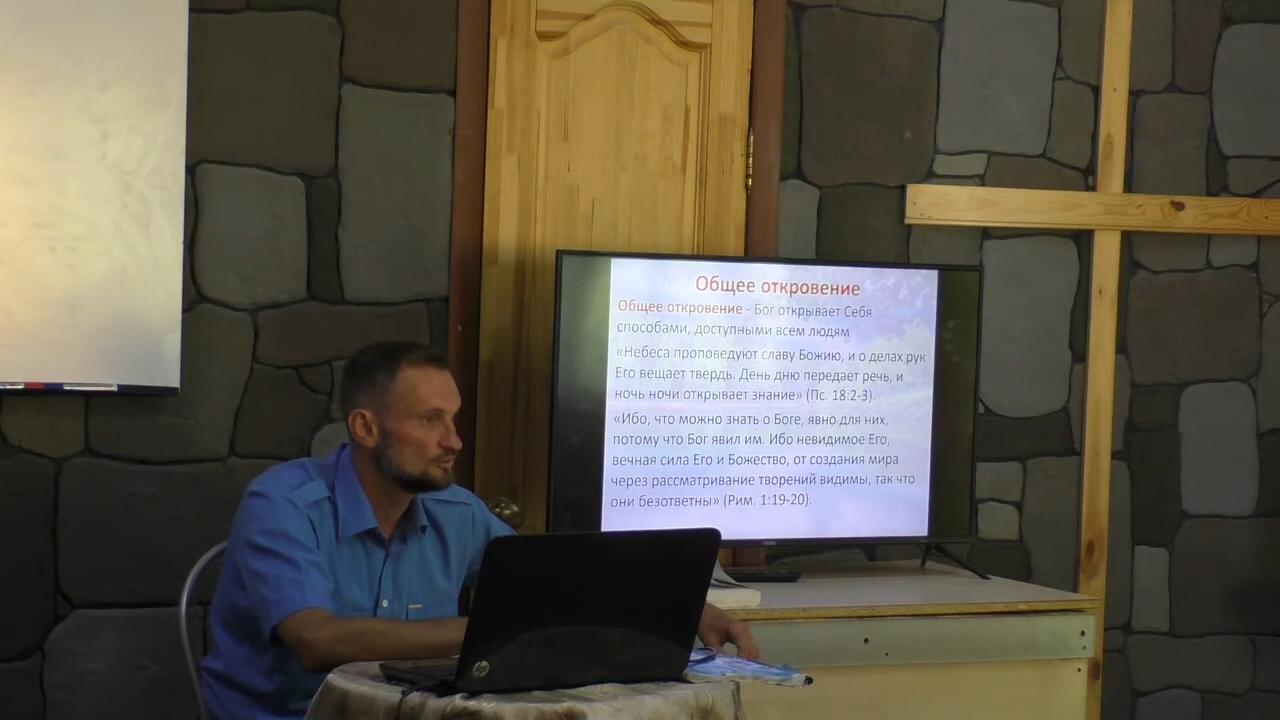 Общее откровение
Общее откровение - Бог открывает Себя
способами, доступными всем людям
«Небеса проповедуют славу Божию, и о делах рук
Его вещает твердь. День дню передает речь, и
ночь ночи открывает знание» (Пс. 18:2-3).
«Ибо, что можно знать о Боге, явно для них,
потому что Бог явил им. Ибо невидимое Его,
вечная сила Его и Божество, от создания мира
через рассматривание творений видимы, так что
они безответны» (Рим. 1:19-20).
Haier
hp